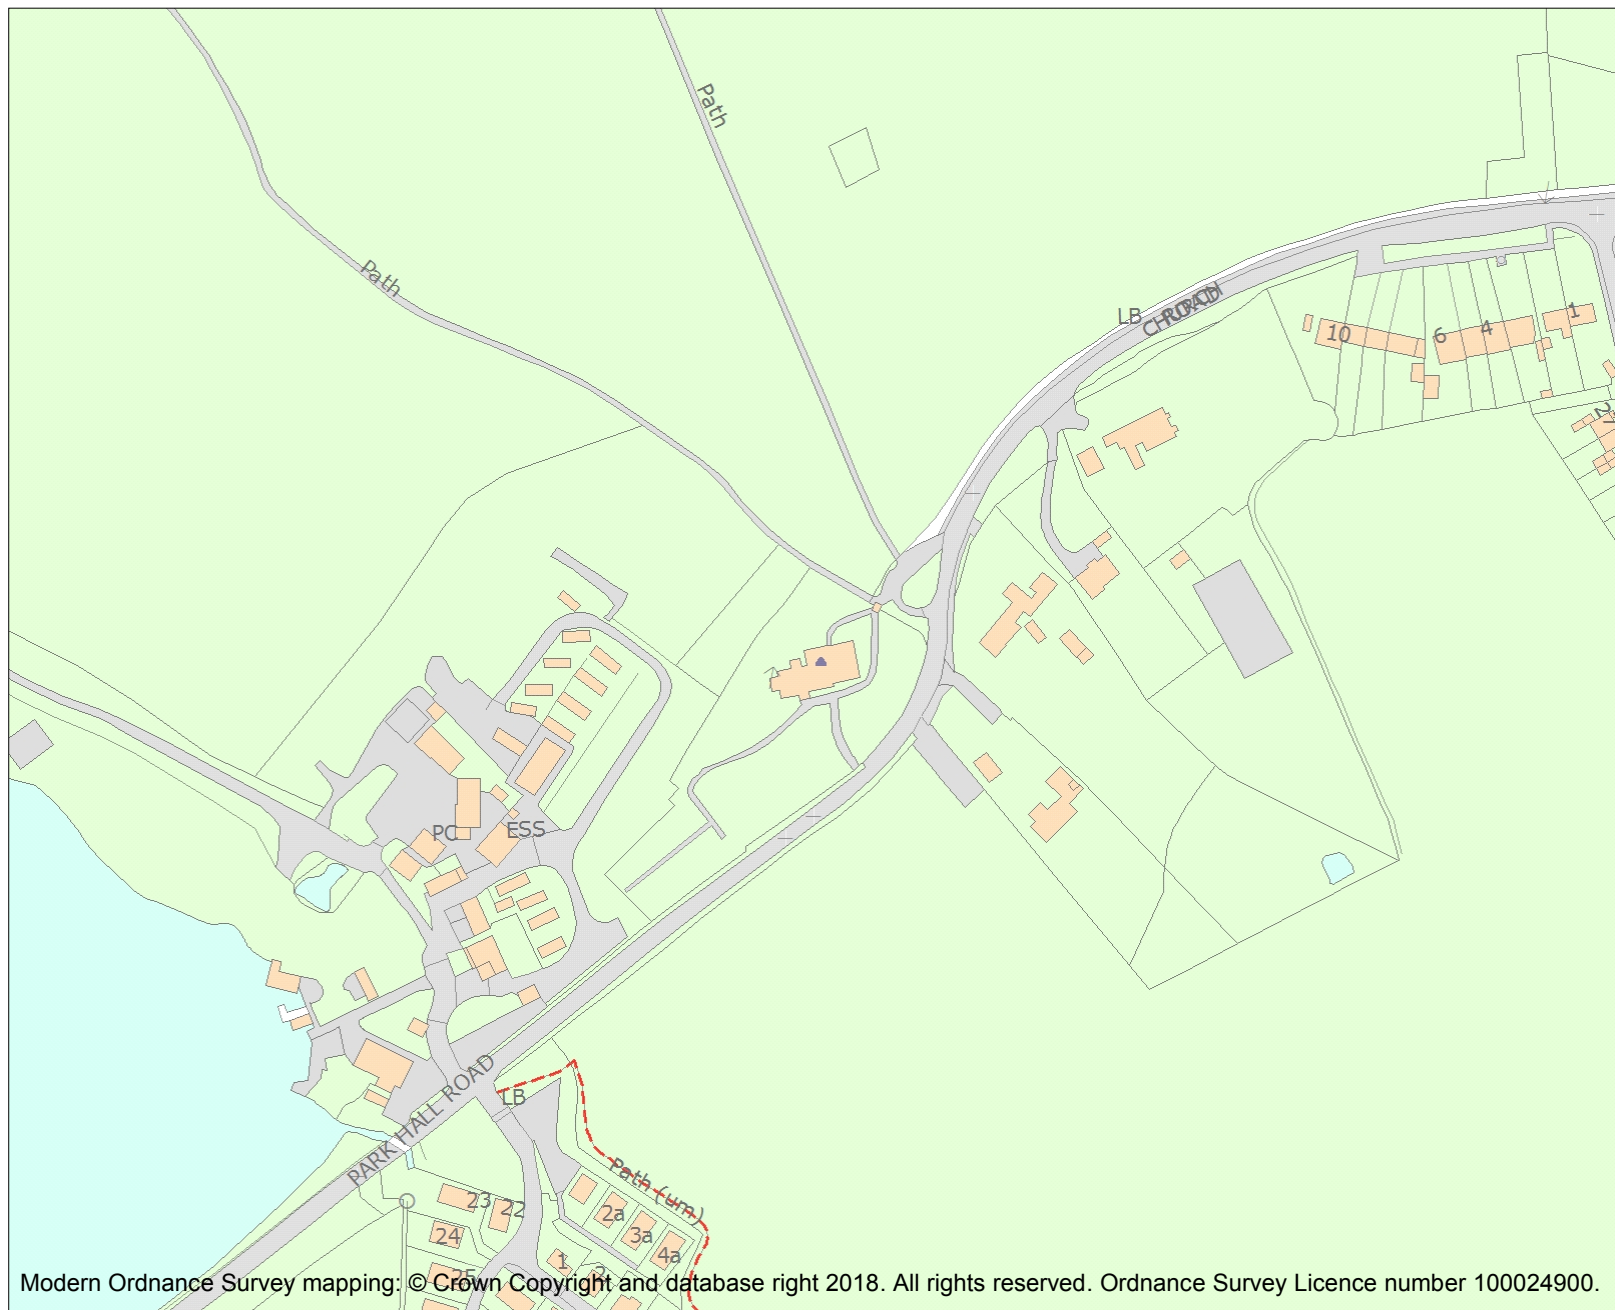 Path
Path
LB
CHURCH ROAD
10
6
4
1
PC
ESS
PARK HALL ROAD
LB
Path (um)
23
22
2a
24
3a
4a
1
2
25
Modern Ordnance Survey mapping: © Crown Copyright and database right 2018. All rights reserved. Ordnance Survey Licence number 100024900.